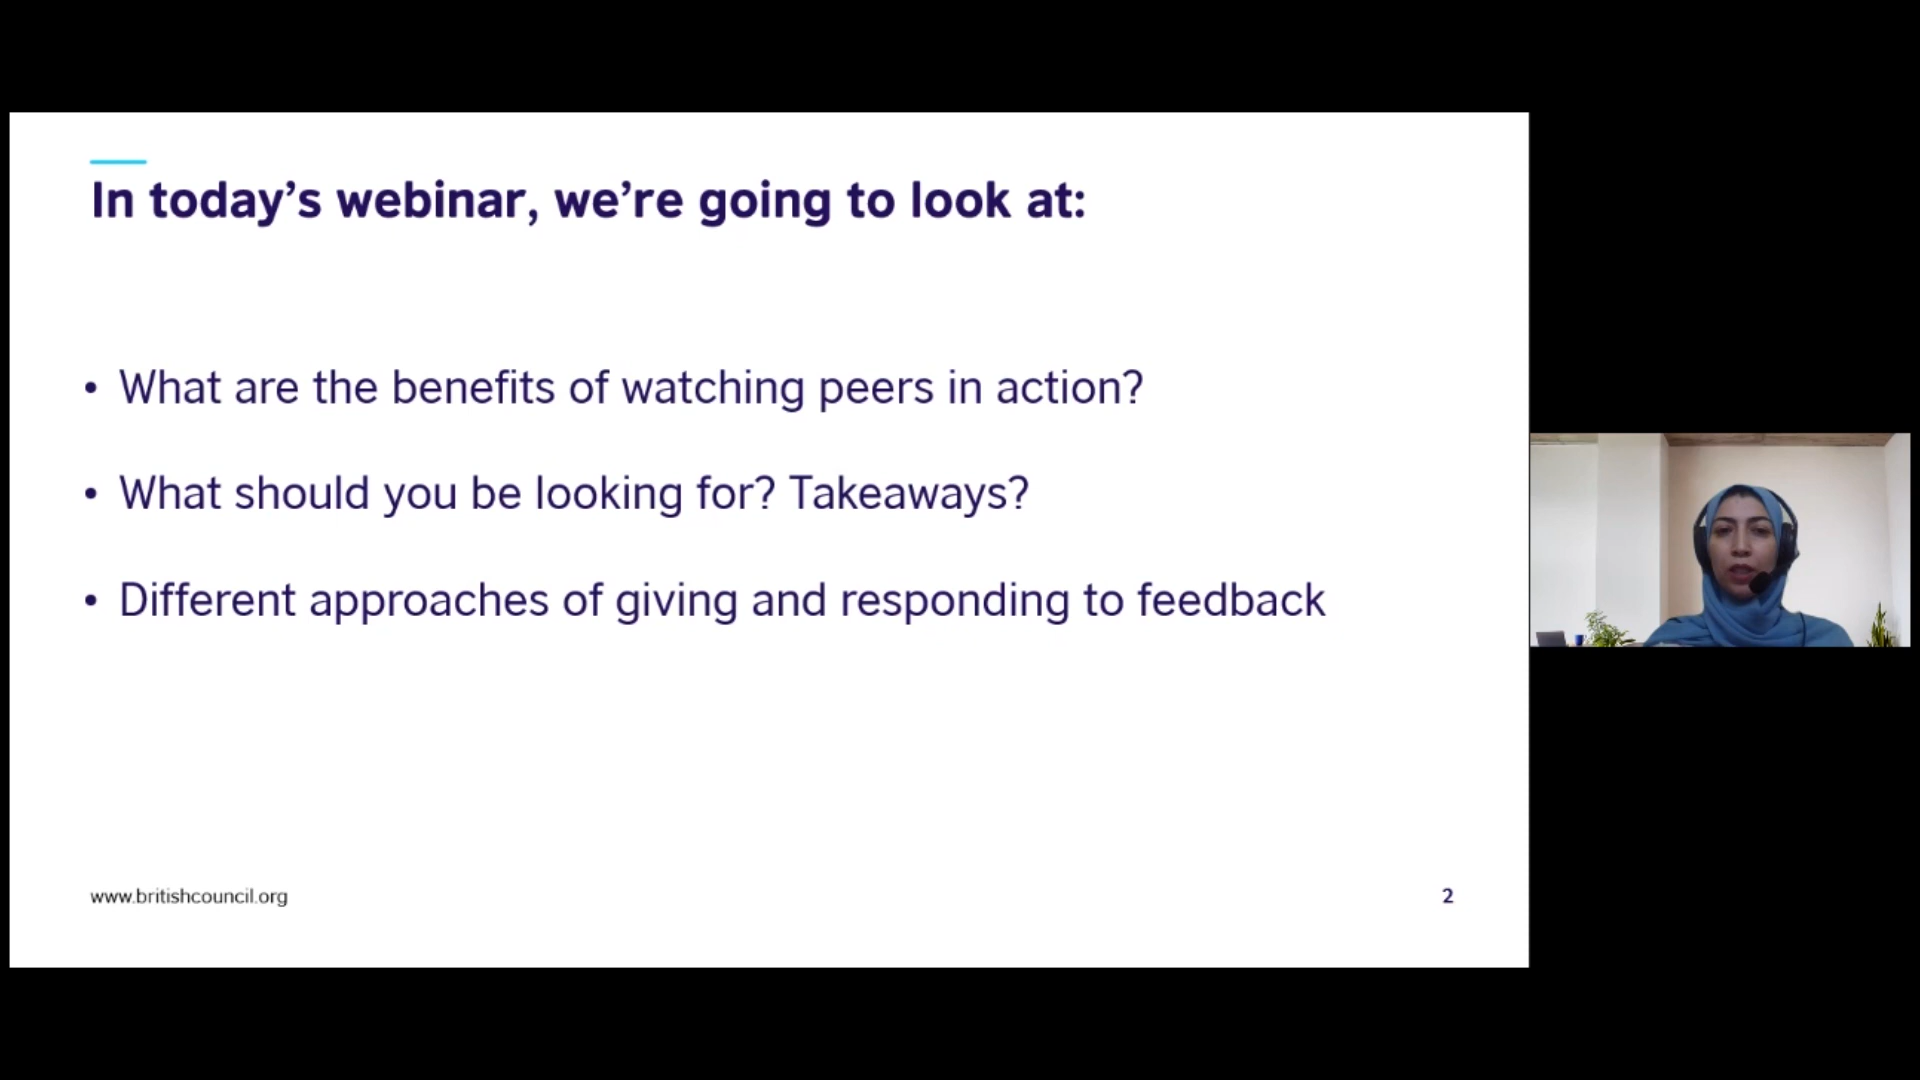 In today’s webinar, we’re going to look at:
• What are the benefits of watching peers in action?
• What should you be looking for? Takeaways?
• Different approaches of giving and responding to feedback
www.britishcouncil.org
2